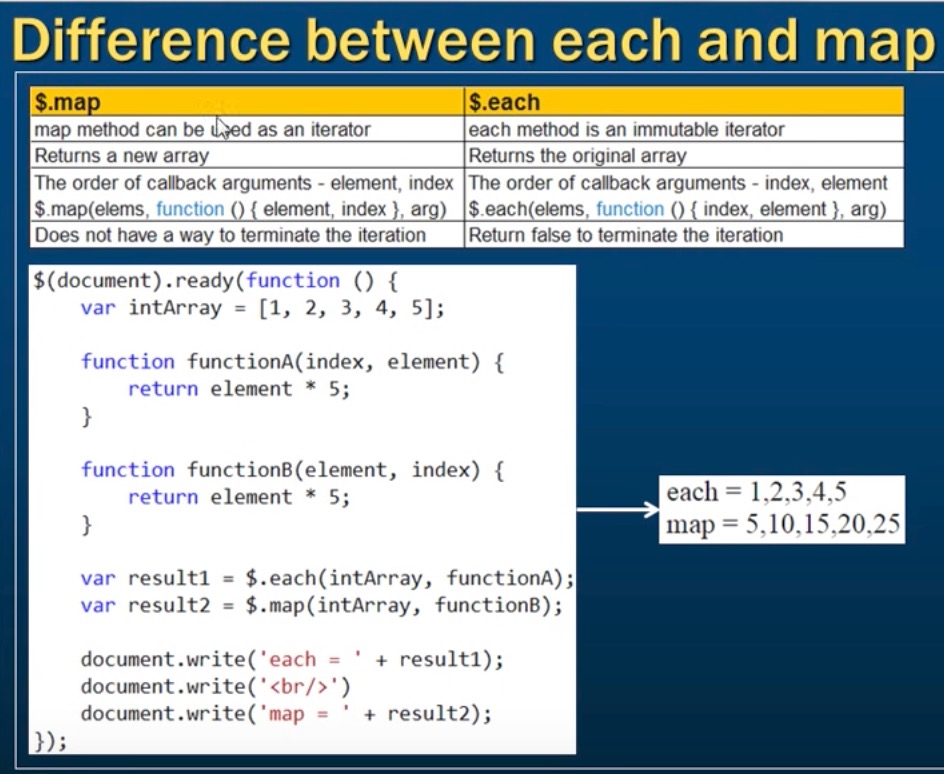 Difference between each and map
$.map
$.each
map method can be used as an iterator
each method is an immutable iterator
Returns a new array
Returns the original array
The order of callback arguments - element, index
$.map(elems, function () { element, index }, arg)
The order of callback arguments - index, element
$.each(elems, function () { index, element }, arg)
Does not have a way to terminate the iteration
Return false to terminate the iteration
$(document).ready(function () {
    var intArray = [1, 2, 3, 4, 5];
    function functionA(index, element) {
        return element * 5;
    }
    function functionB(element, index) {
        return element * 5;
    }
    var result1 = $.each(intArray, functionA);
    var result2 = $.map(intArray, functionB);
    document.write('each = ' + result1);
    document.write('<br/>')
    document.write('map = ' + result2);
});
each = 1,2,3,4,5
map = 5,10,15,20,25